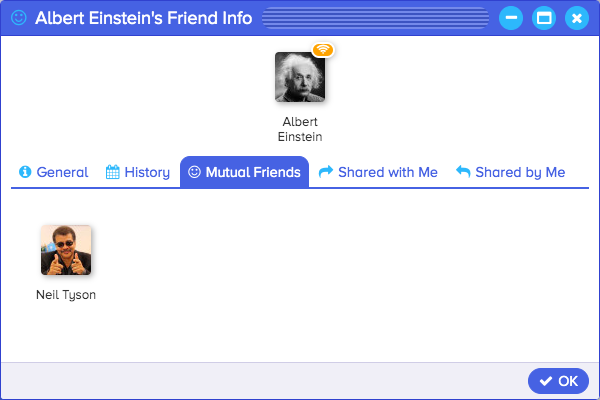 Albert Einstein's Friend Info
Albert
Einstein
General History Mutual Friends Shared with Me Shared by Me
Neil Tyson
OK